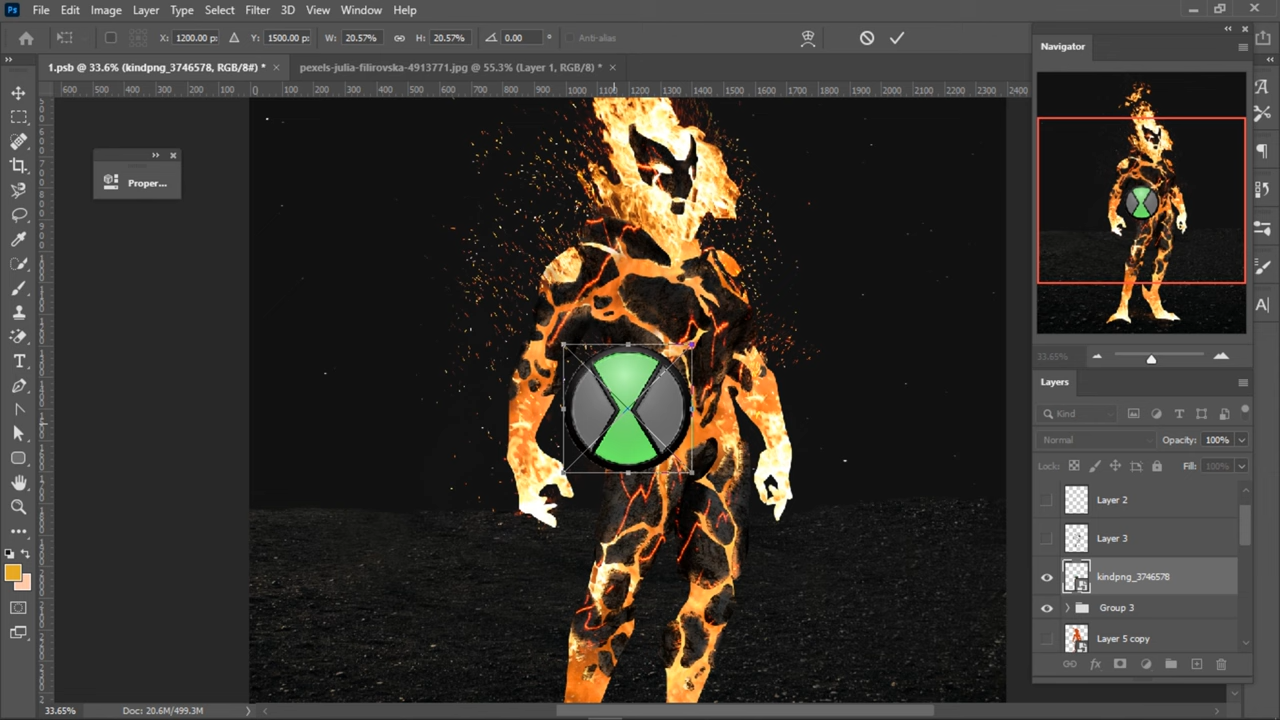 Ps File Edit Image Layer Type Select Filter 3D View Window Help
X: 1200.00 p: Y: 1500.00 p: W: 20.57% H: 20.57% 0.00 ° Anti-alias
1.psb @ 33.6% (kindpng_3746578, RGB/8#) * × pexels-julia-filirovska-4913771.jpg @ 55.3% (Layer 1, RGB/8) * ×
600 500 400 300 200 100 0 100 200 300 400 500 600 700 800 900 1000 1100 1200 1300 1400 1500 1600 1700 1800 1900 2000 2100 2200 2300 2400
Proper...
Navigator
33.65%
Layers
Kind
Normal Opacity: 100%
Lock: Fill: 100%
Layer 2
Layer 3
kindpng_3746578
Group 3
Layer 5 copy
fx
33.65% Doc: 20.6M/499.3M